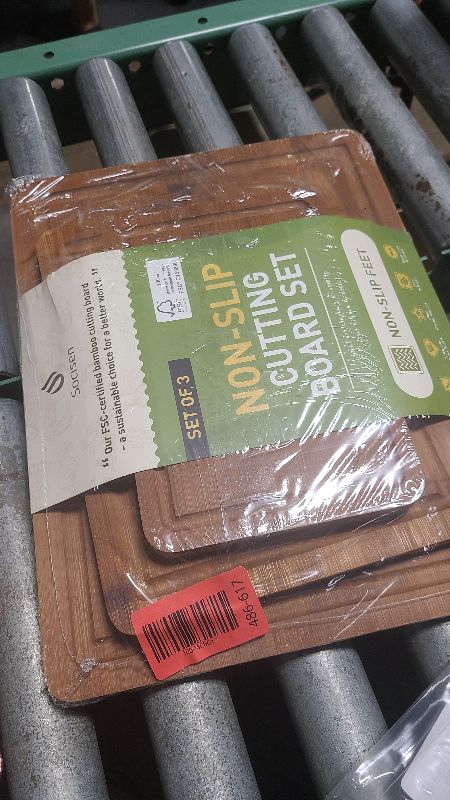 Sousen
“ Our FSC-certified bamboo cutting board
- a sustainable choice for a better world. ”
SET OF 3
NON-SLIP
CUTTING
BOARD SET
NON-SLIP FEET
486-617